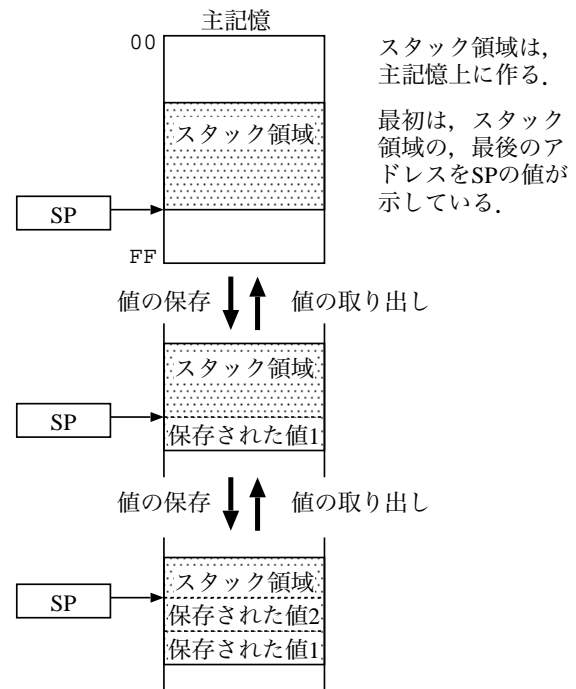 主記憶
00
スタック領域は，
主記憶上に作る．
スタック領域
最初は，スタック
領域の，最後のア
ドレスをSPの値が
示している．
SP
FF
値の保存
値の取り出し
スタック領域
SP
保存された値1
値の保存
値の取り出し
スタック領域
SP
保存された値2
保存された値1